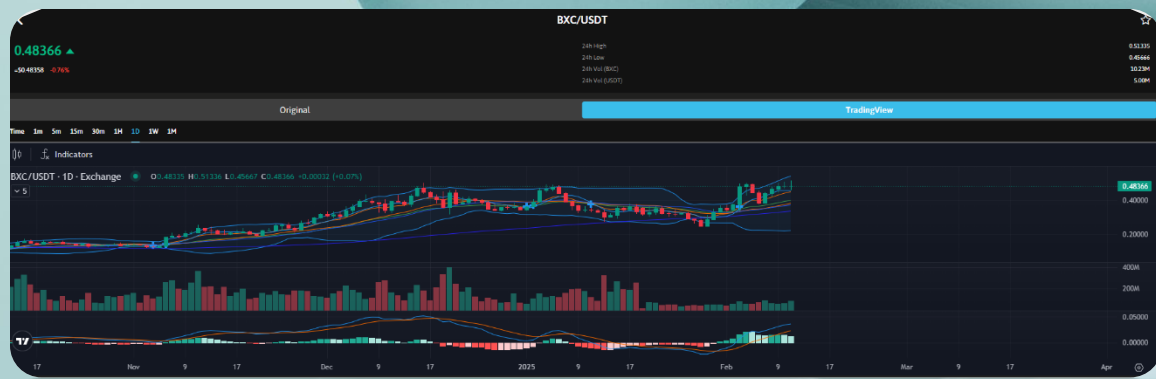 BXC/USDT
0.48366
≈$0.48358 -0.76%
24h High 0.51335
24h Low 0.45666
24h Vol (BXC) 10.23M
24h Vol (USDT) 5.00M
Original TradingView
Time 1m 5m 15m 30m 1H 1D 1W 1M
Indicators
BXC/USDT · 1D · Exchange O0.48335 H0.51336 L0.45667 C0.48366 +0.00032 (+0.07%)
5
0.48366
0.40000
0.20000
400M
200M
0.05000
0.00000
17 Nov 9 17 Dec 9 17 2025 9 17 Feb 9 17 Mar 9 17 Apr